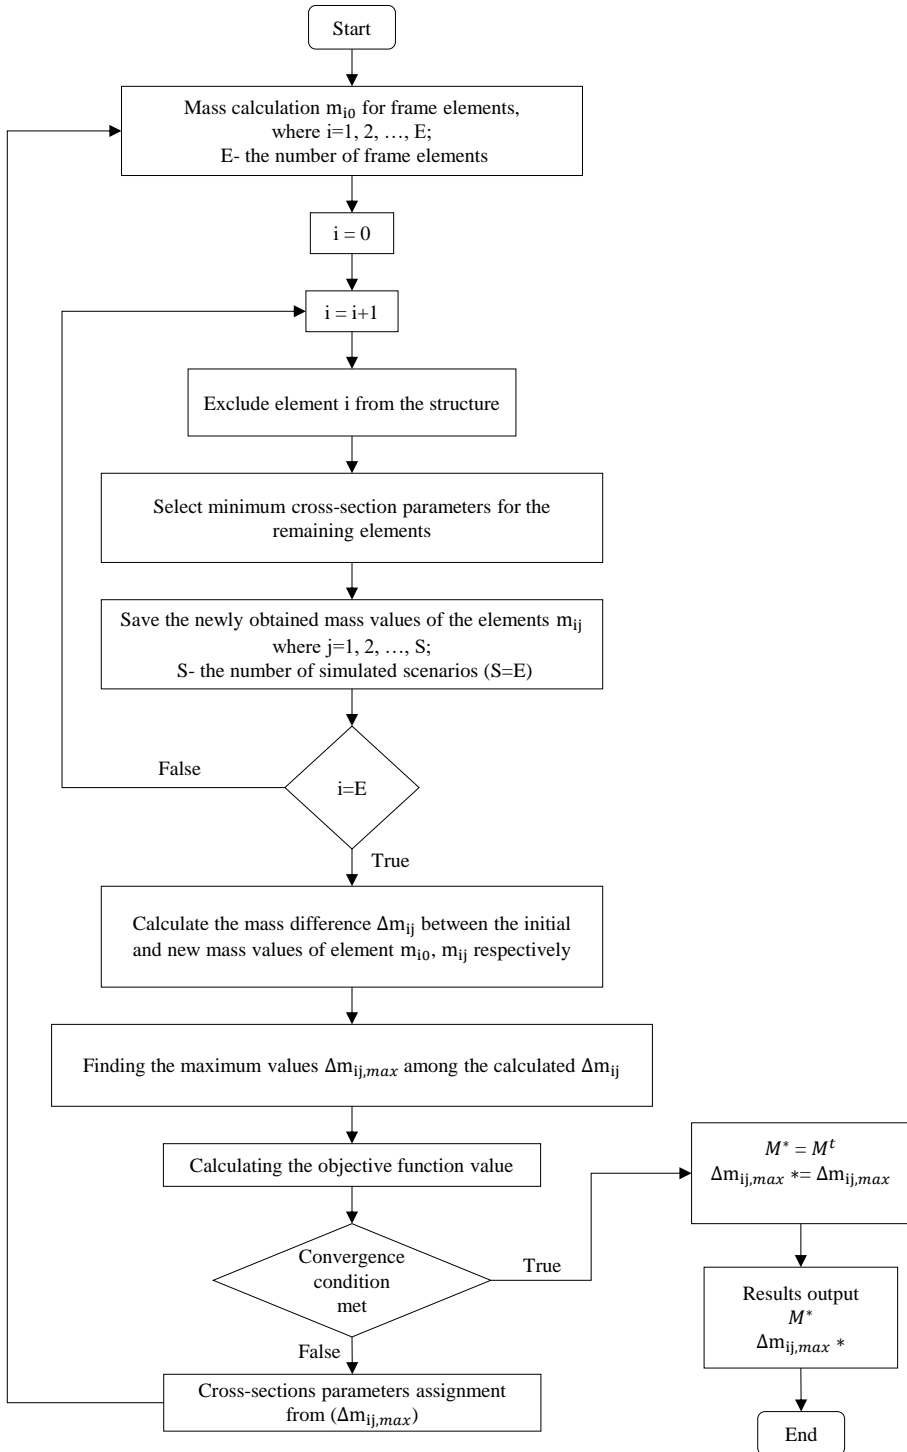 Start
Mass calculation m_i0 for frame elements,
where i=1, 2, …, E;
E- the number of frame elements
i = 0
i = i+1
Exclude element i from the structure
Select minimum cross-section parameters for the
remaining elements
Save the newly obtained mass values of the elements m_ij
where j=1, 2, …, S;
S- the number of simulated scenarios (S=E)
False
i=E
True
Calculate the mass difference Δm_ij between the initial
and new mass values of element m_i0, m_ij respectively
Finding the maximum values Δm_ij,max among the calculated Δm_ij
Calculating the objective function value
Convergence
condition
met
True
False
Cross-sections parameters assignment
from (Δm_ij,max)
M* = M^t
Δm_ij,max *= Δm_ij,max
Results output
M*
Δm_ij,max *
End